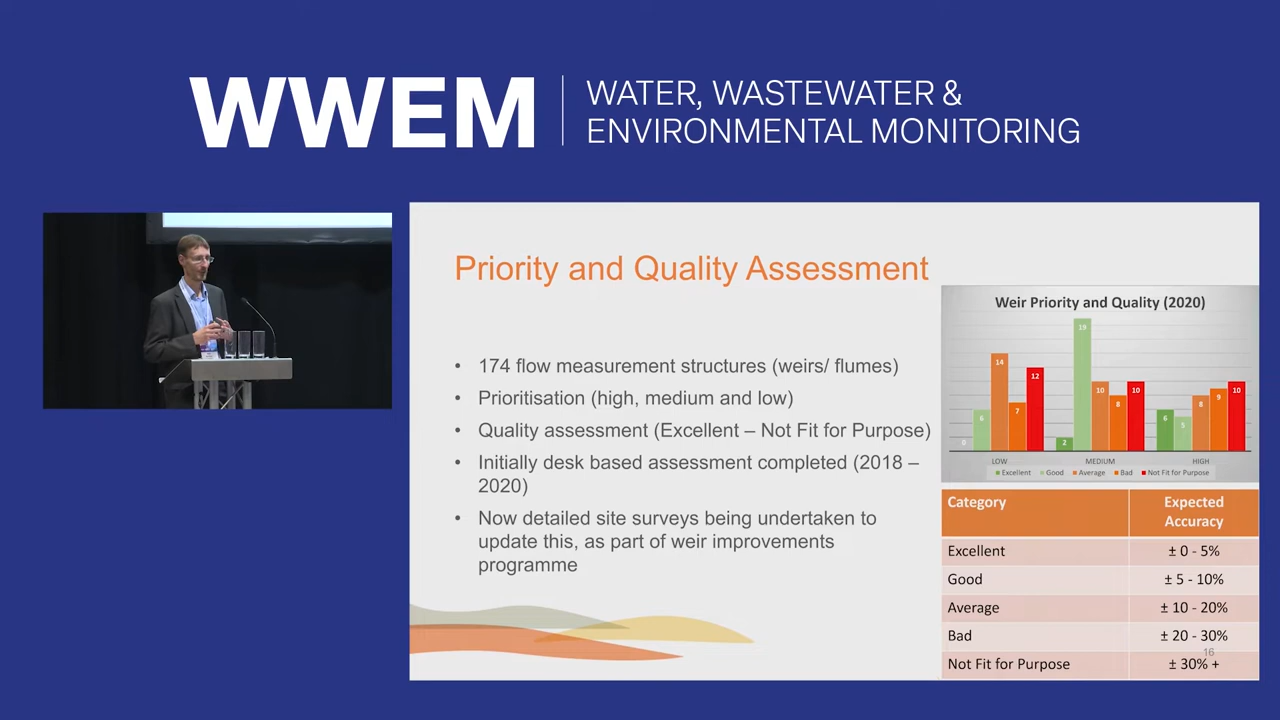 WWEM
WATER, WASTEWATER &
ENVIRONMENTAL MONITORING
Priority and Quality Assessment
• 174 flow measurement structures (weirs/ flumes)
• Prioritisation (high, medium and low)
• Quality assessment (Excellent – Not Fit for Purpose)
• Initially desk based assessment completed (2018 –
2020)
• Now detailed site surveys being undertaken to
update this, as part of weir improvements
programme
Weir Priority and Quality (2020)
0 6 14 7 12 2 19 10 8 10 6 5 8 9 10
LOW MEDIUM HIGH
Excellent Good Average Bad Not Fit for Purpose
Category Expected
Accuracy
Excellent ± 0 - 5%
Good ± 5 - 10%
Average ± 10 - 20%
Bad ± 20 - 30%
16
Not Fit for Purpose ± 30% +